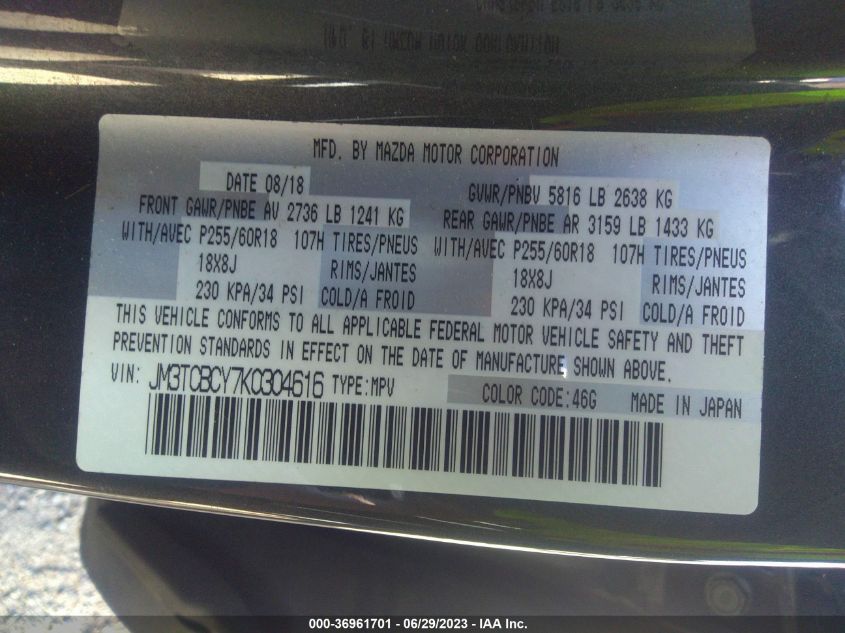 MFD. BY MAZDA MOTOR CORPORATION
DATE 08/18 GVWR/PNBV 5816 LB 2638 KG
FRONT GAWR/PNBE AV 2736 LB 1241 KG REAR GAWR/PNBE AR 3159 LB 1433 KG
WITH/AVEC P255/60R18 107H TIRES/PNEUS WITH/AVEC P255/60R18 107H TIRES/PNEUS
18X8J RIMS/JANTES 18X8J RIMS/JANTES
230 KPA/34 PSI COLD/A FROID 230 KPA/34 PSI COLD/A FROID
THIS VEHICLE CONFORMS TO ALL APPLICABLE FEDERAL MOTOR VEHICLE SAFETY AND THEFT
PREVENTION STANDARDS IN EFFECT ON THE DATE OF MANUFACTURE SHOWN ABOVE.
VIN: JM3TCBCY7K0304616 TYPE:MPV COLOR CODE:46G MADE IN JAPAN
000-36961701 - 06/29/2023 - IAA Inc.